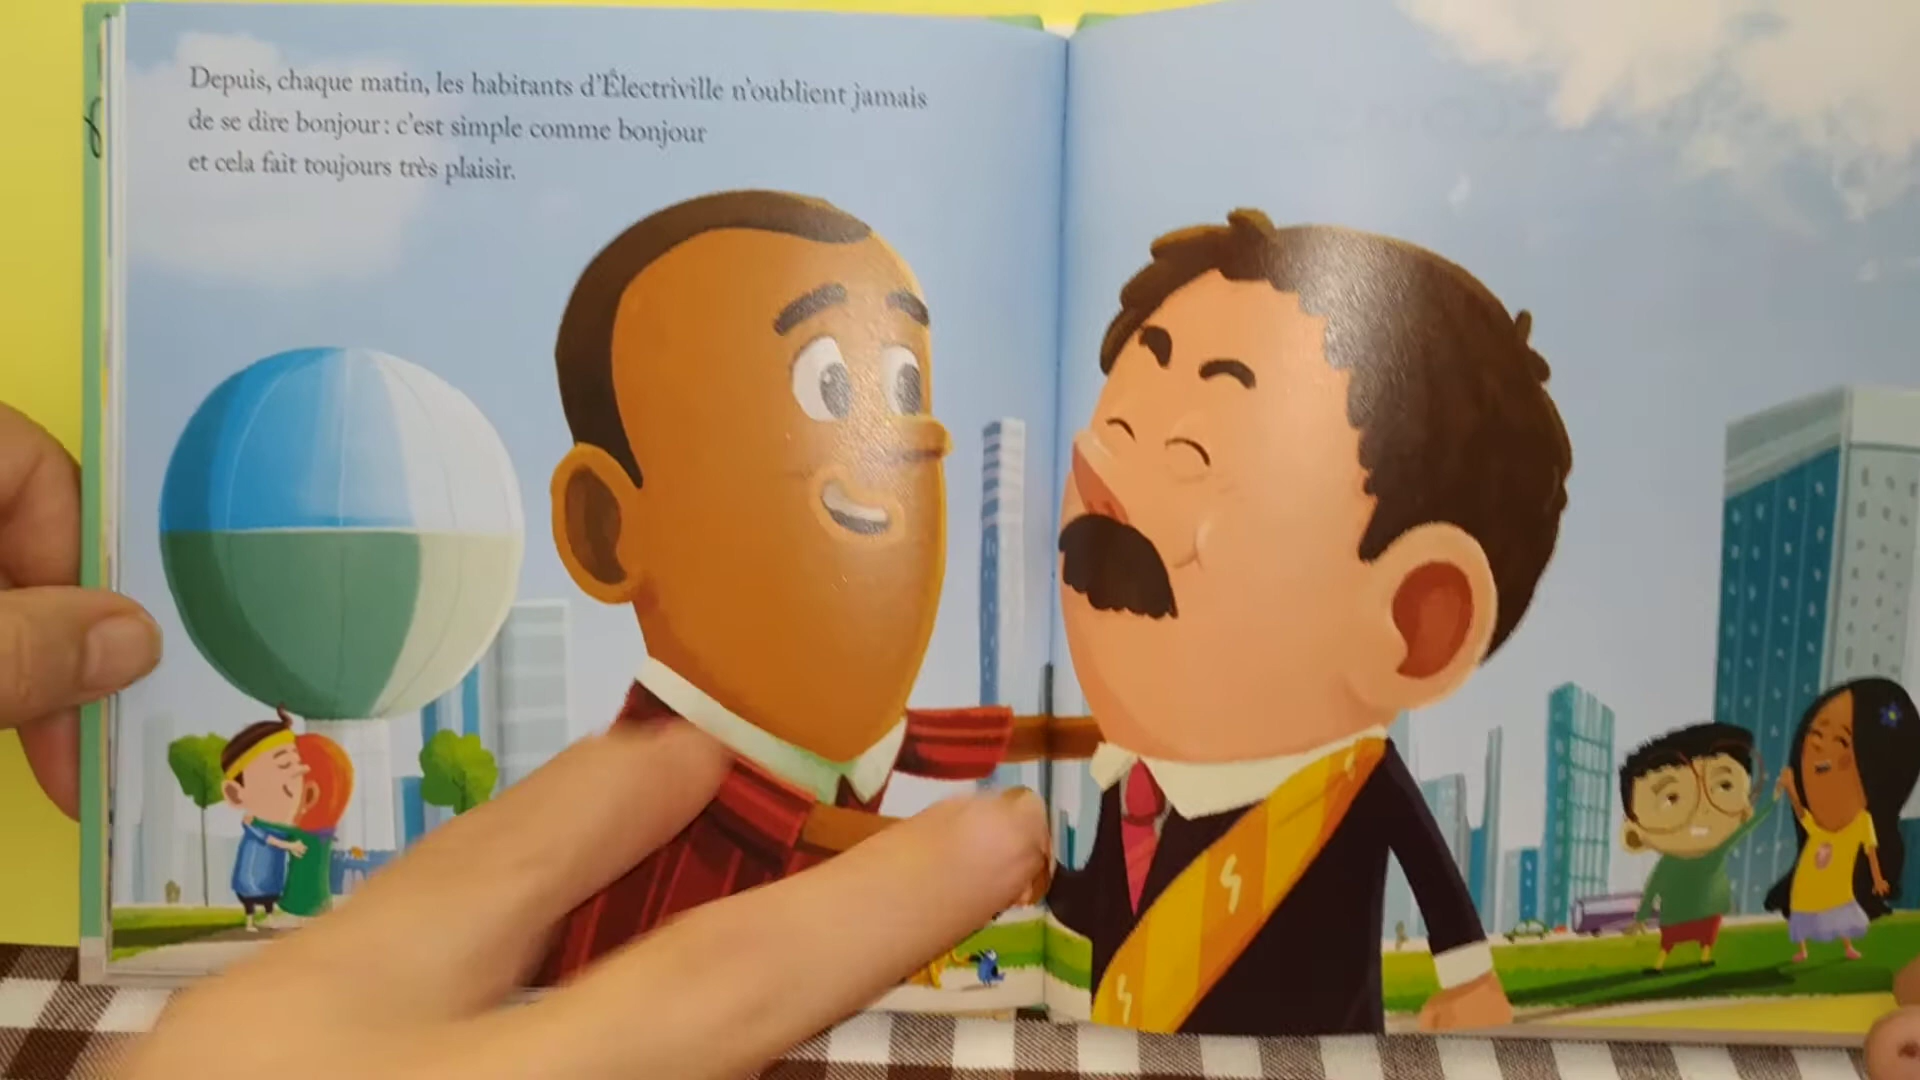 Depuis, chaque matin, les habitants d'Électriville n'oublient jamais
de se dire bonjour : c'est simple comme bonjour
et cela fait toujours très plaisir.